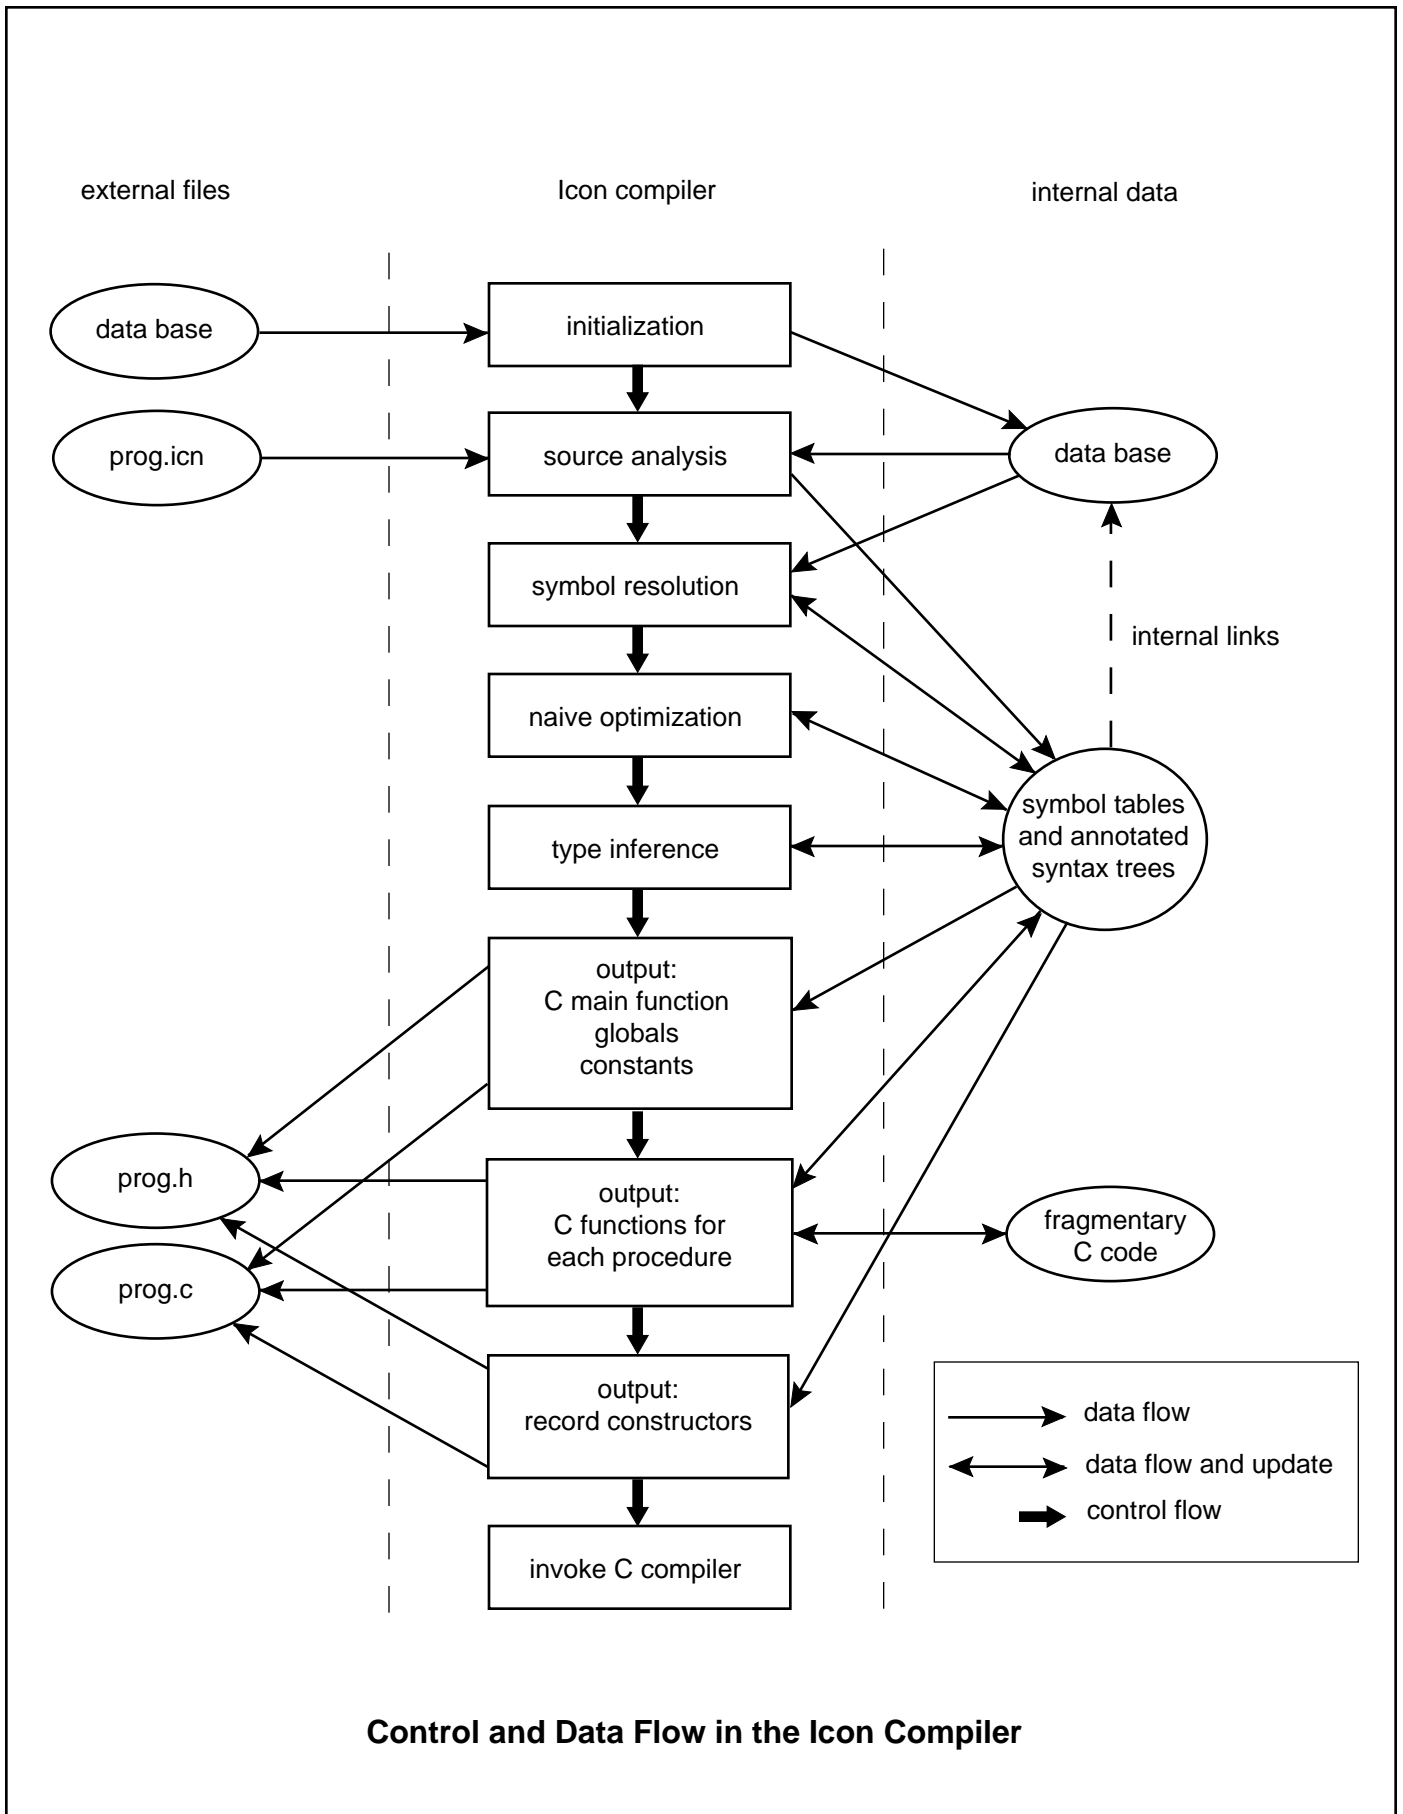 external files
Icon compiler
internal data
data base
initialization
prog.icn
source analysis
data base
symbol resolution
internal links
naive optimization
symbol tables
and annotated
syntax trees
type inference
output:
C main function
globals
constants
prog.h
output:
C functions for
each procedure
fragmentary
C code
prog.c
output:
record constructors
data flow
data flow and update
control flow
invoke C compiler
Control and Data Flow in the Icon Compiler